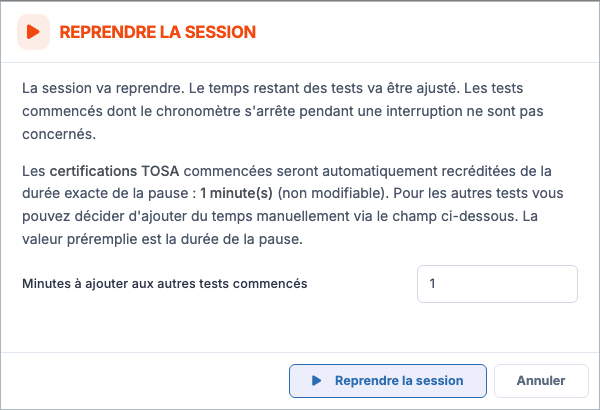 REPRENDRE LA SESSION
La session va reprendre. Le temps restant des tests va être ajusté. Les tests
commencés dont le chronomètre s'arrête pendant une interruption ne sont pas
concernés.
Les certifications TOSA commencées seront automatiquement recréditées de la
durée exacte de la pause : 1 minute(s) (non modifiable). Pour les autres tests vous
pouvez décider d'ajouter du temps manuellement via le champ ci-dessous. La
valeur préremplie est la durée de la pause.
Minutes à ajouter aux autres tests commencés
1
Reprendre la session
Annuler